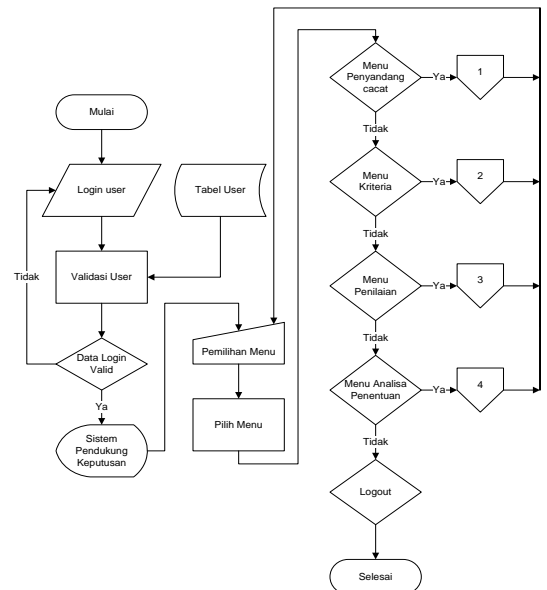 Mulai
Login user
Tabel User
Tidak
Validasi User
Data Login
Valid
Ya
Sistem
Pendukung
Keputusan
Pemilihan Menu
Pilih Menu
Menu
Penyandang
cacat
Ya
1
Tidak
Menu
Kriteria
Ya
2
Tidak
Menu
Penilaian
Ya
3
Tidak
Menu Analisa
Penentuan
Ya
4
Tidak
Logout
Selesai